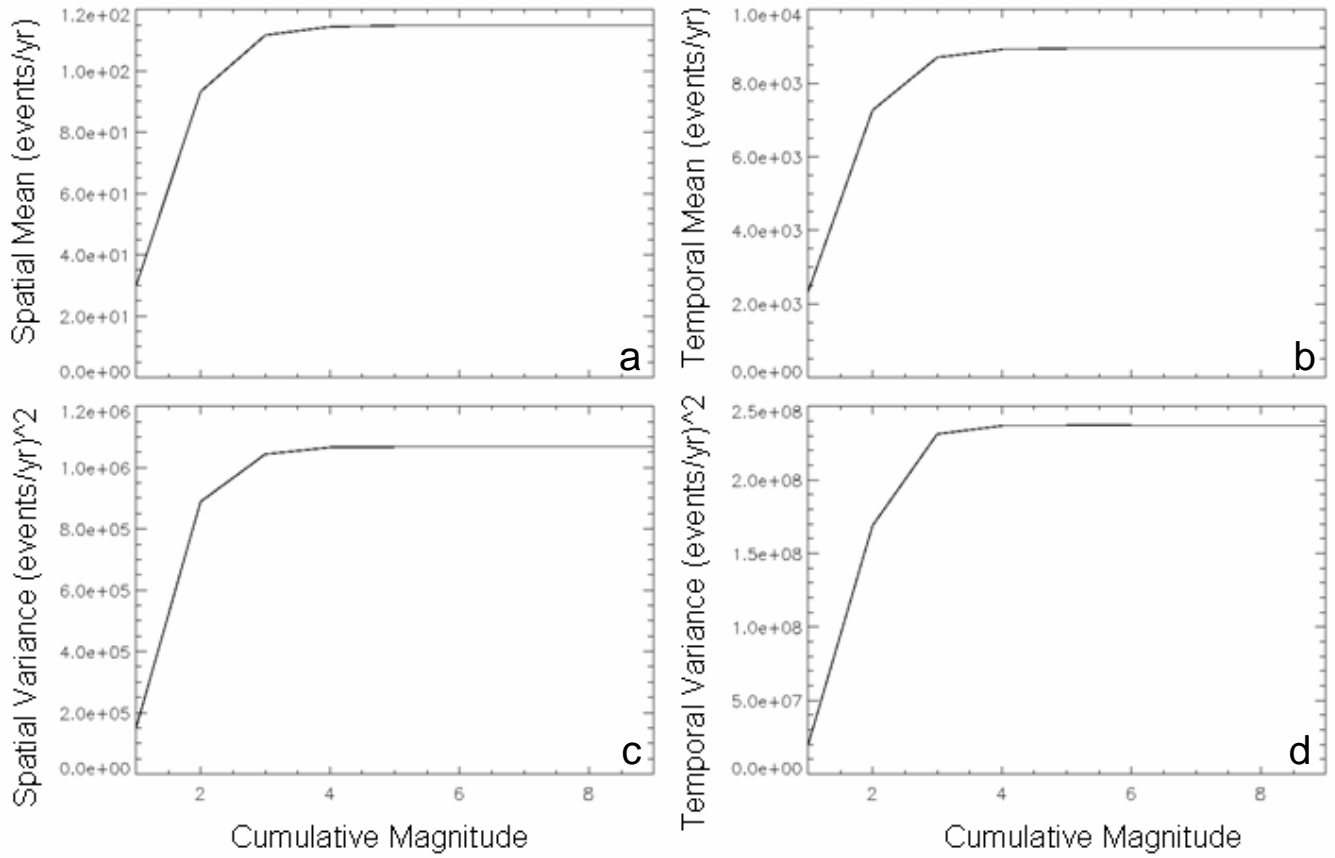 Spatial Mean (events/yr)
1.2e+02
1.0e+02
8.0e+01
6.0e+01
4.0e+01
2.0e+01
0.0e+00
a
Temporal Mean (events/yr)
1.0e+04
8.0e+03
6.0e+03
4.0e+03
2.0e+03
0.0e+00
b
Spatial Variance (events/yr)^2
1.2e+06
1.0e+06
8.0e+05
6.0e+05
4.0e+05
2.0e+05
0.0e+00
c
2 4 6 8
Cumulative Magnitude
Temporal Variance (events/yr)^2
2.5e+08
2.0e+08
1.5e+08
1.0e+08
5.0e+07
0.0e+00
d
2 4 6 8
Cumulative Magnitude